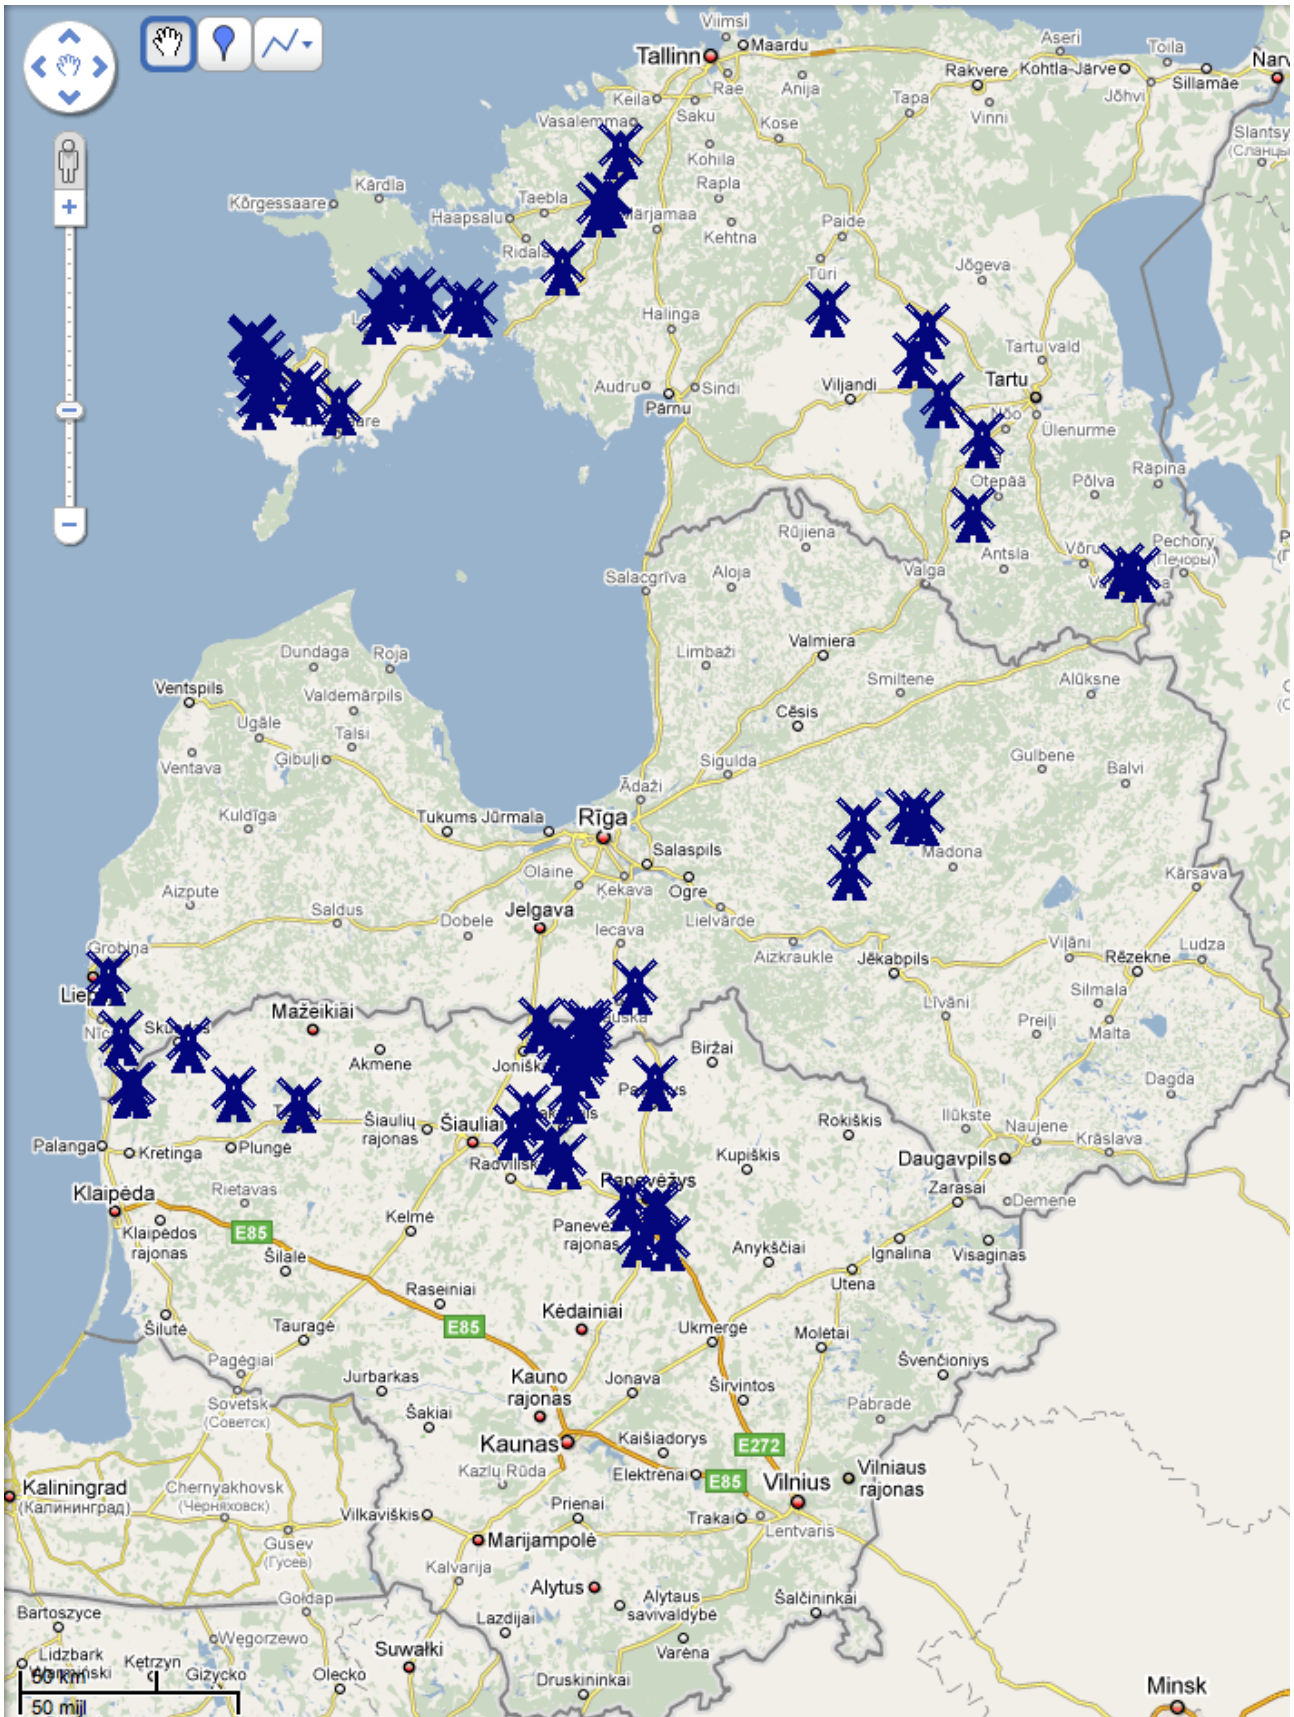 Viimsi
Tallinn
Maardu
Aseri
Toila
Narv
Rae
Anija
Rakvere
Kohtla-Järve
Sillamäe
Keila
Saku
Tapa
Vinni
Jõhvi
Vasalemma
Kose
Slantsy
(Сланцы
Kohila
Kärdla
Rapla
Kõrgessaare
Taebla
Haapsalu
Märjamaa
Paide
Kehtna
Ridala
Türi
Jõgeva
Halinga
Tartu vald
Audru
Sindi
Viljandi
Tartu
Pärnu
Nõo
Ülenurme
Otepää
Põlva
Räpina
Rūjiena
Antsla
Võru
Pechory
(Печоры)
Salacgrīva
Aloja
Valga
Dundaga
Roja
Limbaži
Valmiera
Ventspils
Valdemārpils
Smiltene
Alūksne
Ugāle
Talsi
Cēsis
Ventava
Ģibuļi
Sigulda
Gulbene
Balvi
Ādaži
Kuldīga
Tukums
Jūrmala
Rīga
Salaspils
Madona
Olaine
Ķekava
Ogre
Kārsava
Aizpute
Saldus
Dobele
Jelgava
Lielvārde
Iecava
Grobiņa
Aizkraukle
Jēkabpils
Viļāni
Rēzekne
Ludza
Līvāni
Silmala
Mažeikiai
Preiļi
Malta
Akmene
Biržai
Dagda
Rokiškis
Ilūkste
Naujene
Krāslava
Palanga
Kretinga
Plungė
Šiaulių
rajonas
Šiauliai
Kupiškis
Daugavpils
Klaipėda
Rietavas
Panevėžys
Zarasai
Demene
Klaipėdos
rajonas
E85
Kelmė
rajonas
Anykščiai
Ignalina
Visaginas
Šilalė
Utena
Raseiniai
Kėdainiai
Šilutė
Tauragė
E85
Ukmergė
Molėtai
Pagėgiai
Švenčioniys
Jurbarkas
Kauno
rajonas
Jonava
Širvintos
Sovetsk
(Советск)
Šakiai
Pabradė
Kaunas
Kaišiadorys
E272
Kazlų Rūda
Elektrėnai
E85
Vilnius
Vilniaus
rajonas
Kaliningrad
(Калининград)
Chernyakhovsk
(Черняховск)
Vilkaviškis
Prienai
Trakai
Lentvaris
Gusev
(Гусев)
Marijampolė
Kalvarija
Alytus
Alytaus
savivaldybė
Šalčininkai
Gołdap
Bartoszyce
Lazdijai
Węgorzewo
Varėna
Suwałki
Lidzbark
Warmiński
Kętrzyn
Giżycko
Olecko
Druskininkai
50 km
50 mijl
Minsk